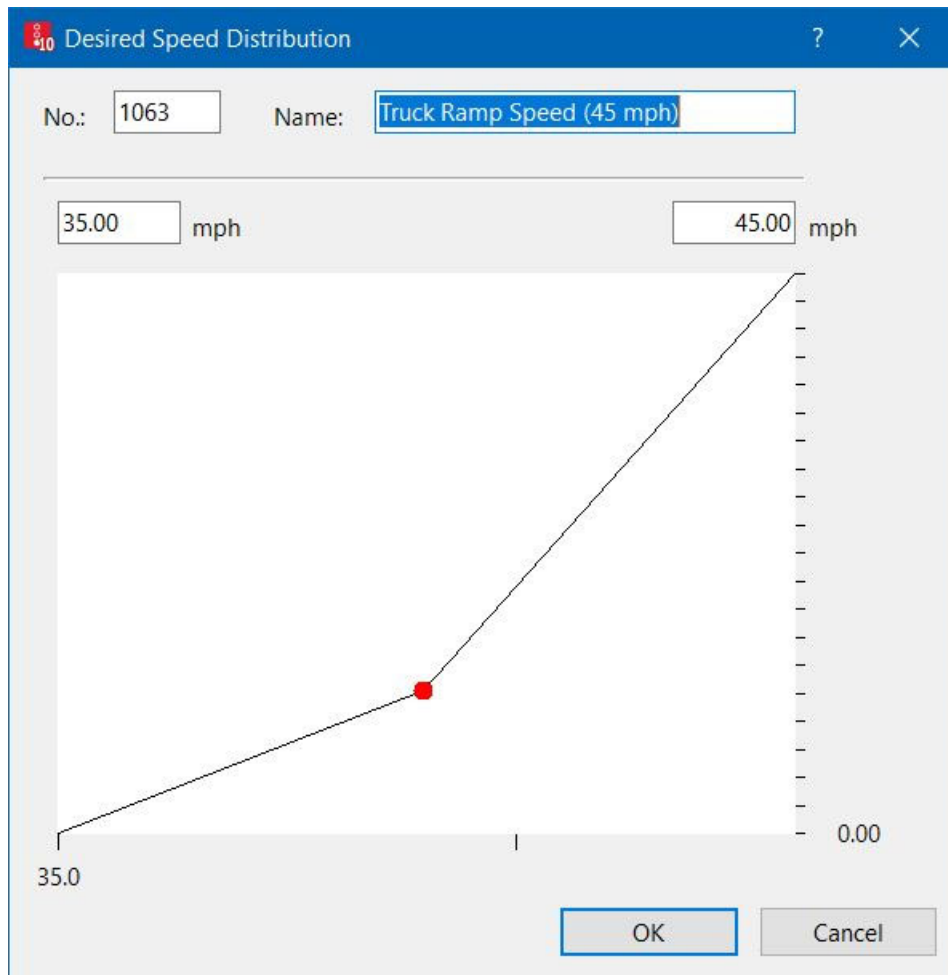 10 Desired Speed Distribution ? ×
No.: 1063 Name: Truck Ramp Speed (45 mph)
35.00 mph 45.00 mph
0.00
35.0
OK Cancel